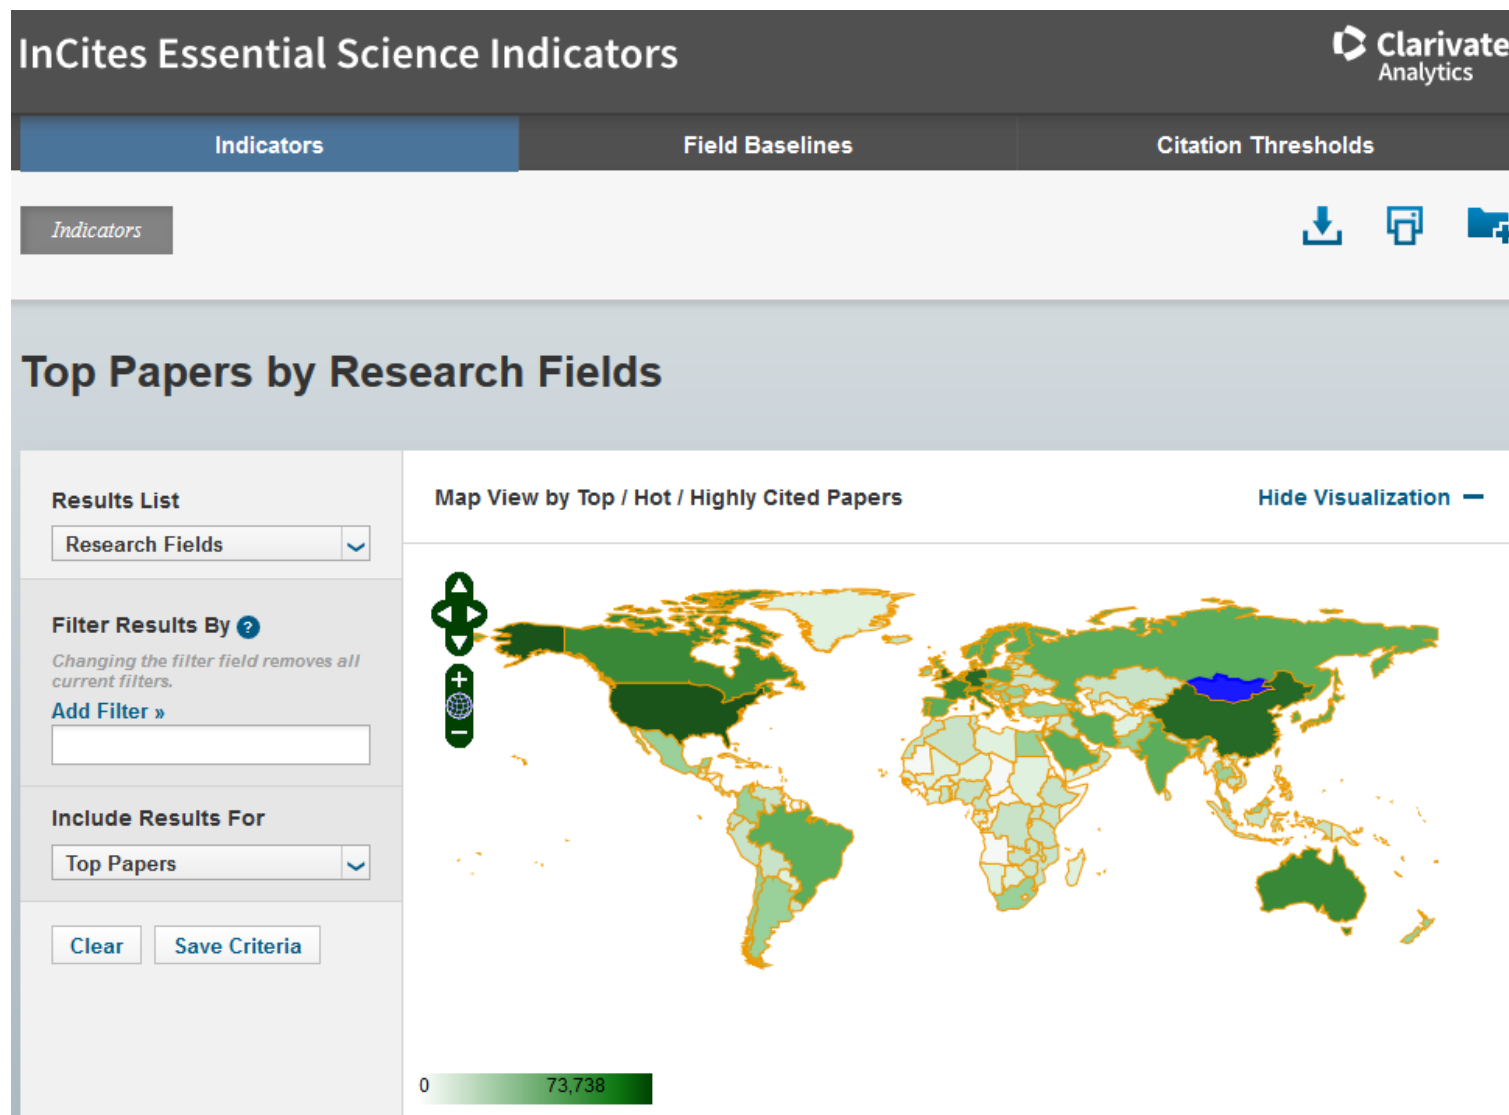 InCites Essential Science Indicators
Clarivate
Analytics
Indicators
Field Baselines
Citation Thresholds
Indicators
Top Papers by Research Fields
Results List
Research Fields
Filter Results By ?
Changing the filter field removes all
current filters.
Add Filter »
Include Results For
Top Papers
Clear
Save Criteria
Map View by Top / Hot / Highly Cited Papers
Hide Visualization —
0
73,738